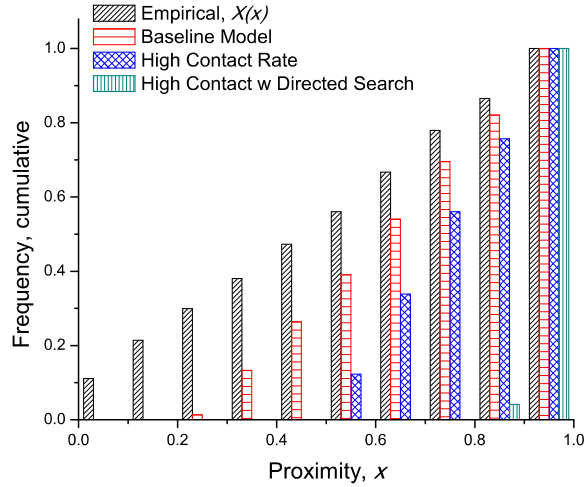 Empirical, X(x)
Baseline Model
High Contact Rate
High Contact w Directed Search
1.0
0.8
0.6
0.4
0.2
0.0
Frequency, cumulative
0.0 0.2 0.4 0.6 0.8 1.0
Proximity, x